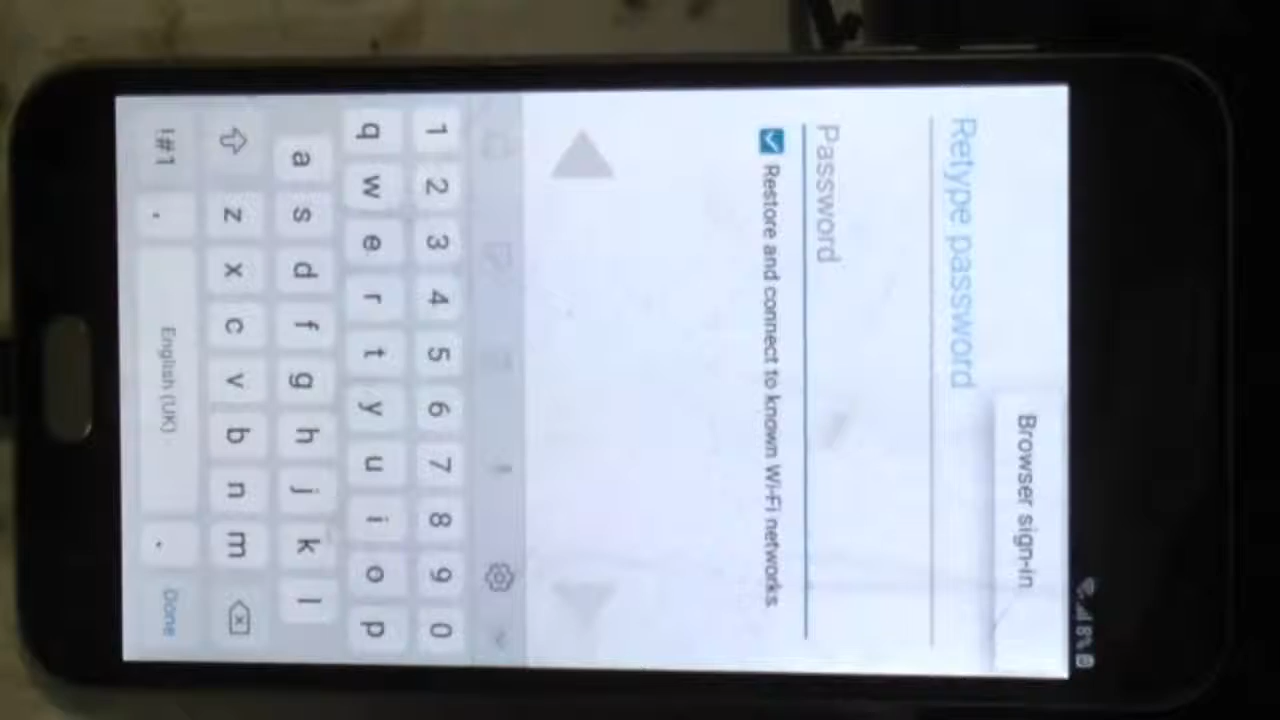 8%
Browser sign-in
Retype password
Password
Restore and connect to known Wi-Fi networks.
1 2 3 4 5 6 7 8 9 0
q w e r t y u i o p
a s d f g h j k l
z x c v b n m
!#1 , English (UK) . Done